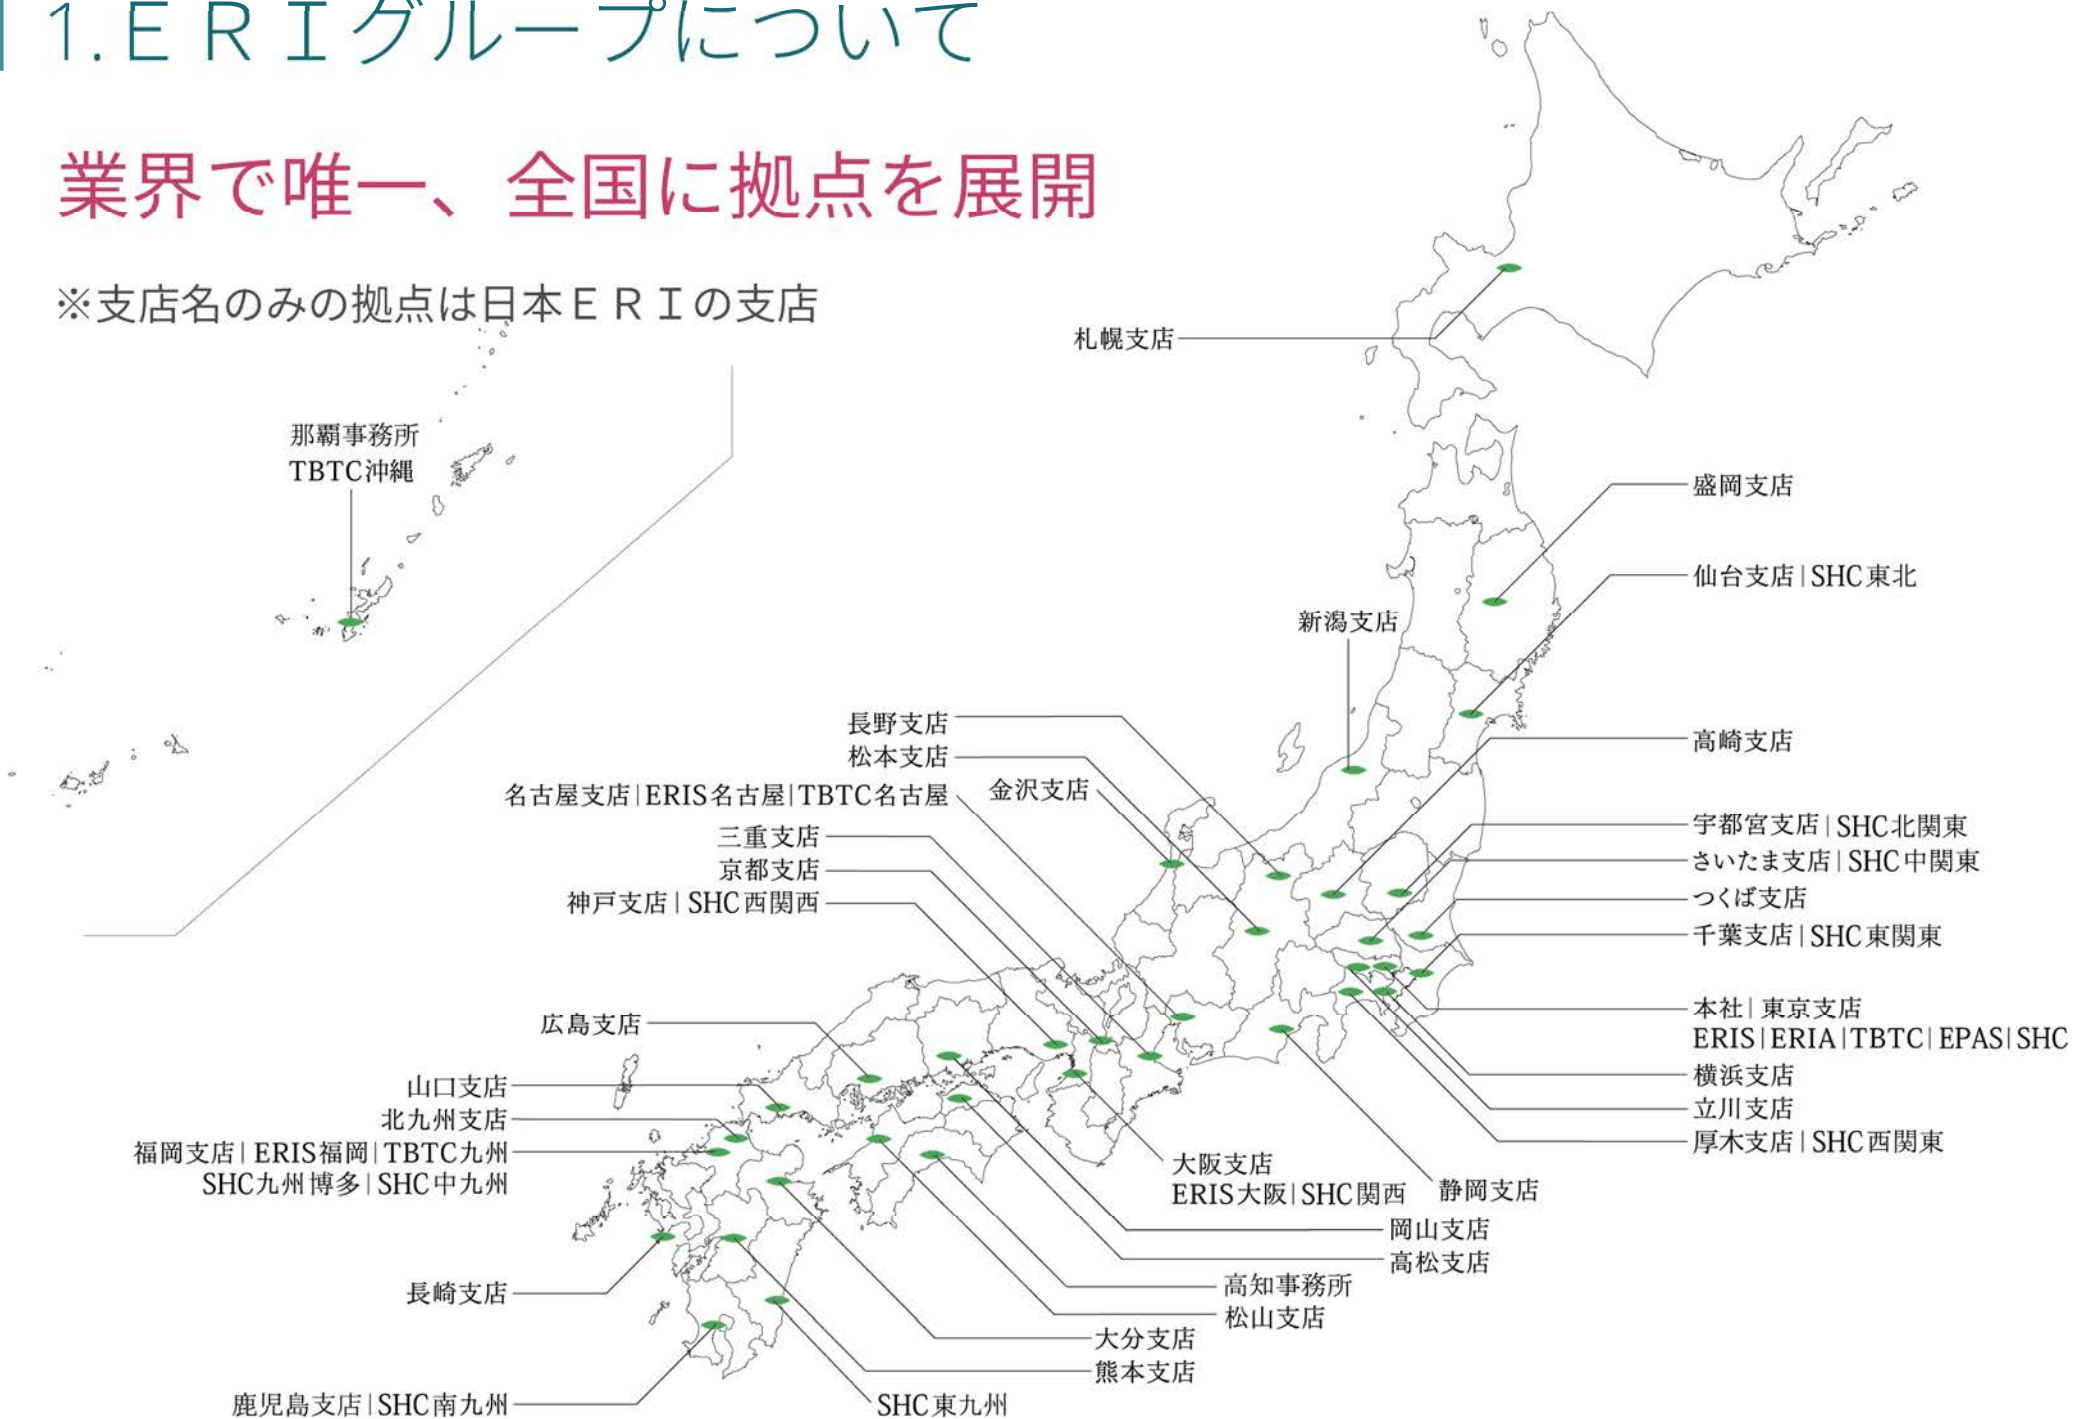 1.ＥＲＩグループについて
業界で唯一、全国に拠点を展開
※支店名のみの拠点は日本ＥＲＩの支店
札幌支店
那覇事務所
TBTC沖縄
盛岡支店
仙台支店|SHC東北
新潟支店
長野支店
高崎支店
松本支店
名古屋支店|ERIS名古屋|TBTC名古屋
金沢支店
三重支店
宇都宮支店|SHC北関東
京都支店
さいたま支店|SHC中関東
神戸支店|SHC西関西
つくば支店
千葉支店|SHC東関東
本社|東京支店
ERIS|ERIA|TBTC|EPAS|SHC
広島支店
横浜支店
山口支店
立川支店
北九州支店
厚木支店|SHC西関東
福岡支店|ERIS福岡|TBTC九州
SHC九州博多|SHC中九州
大阪支店
ERIS大阪|SHC関西
静岡支店
岡山支店
高松支店
長崎支店
高知事務所
松山支店
大分支店
熊本支店
鹿児島支店|SHC南九州
SHC東九州